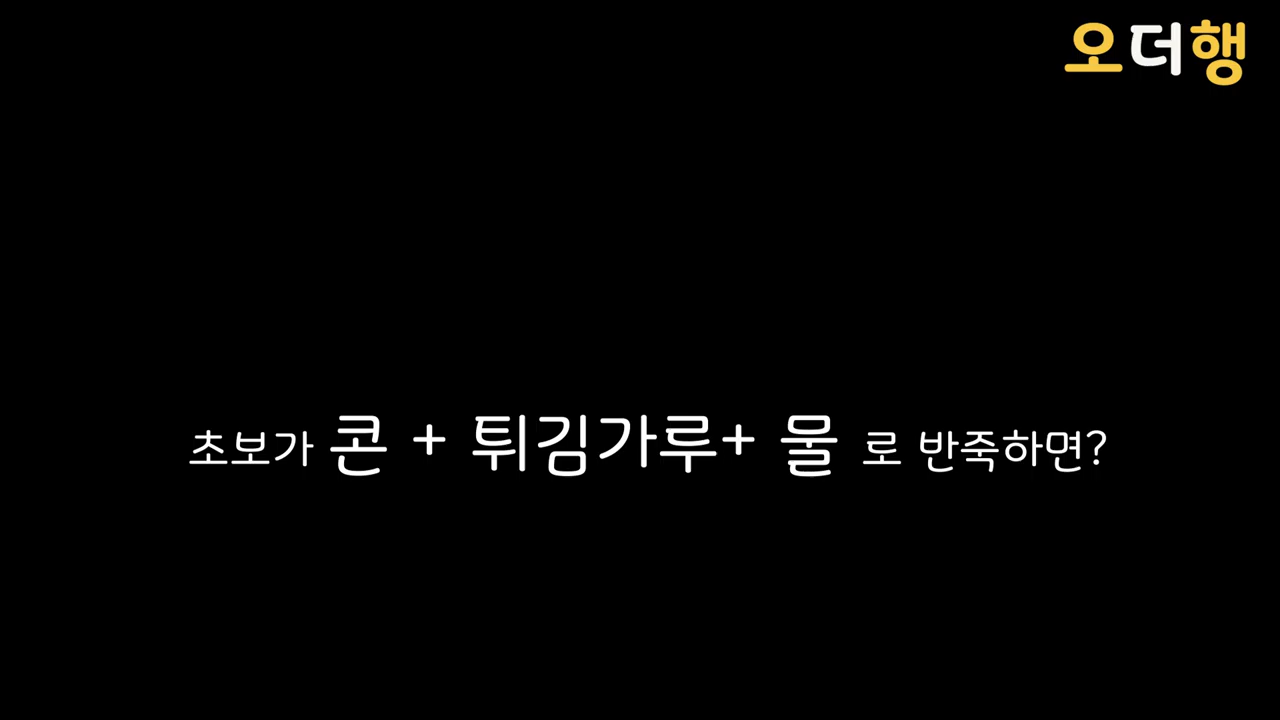 오더행
초보가 콘 + 튀김가루+ 물 로 반죽하면?